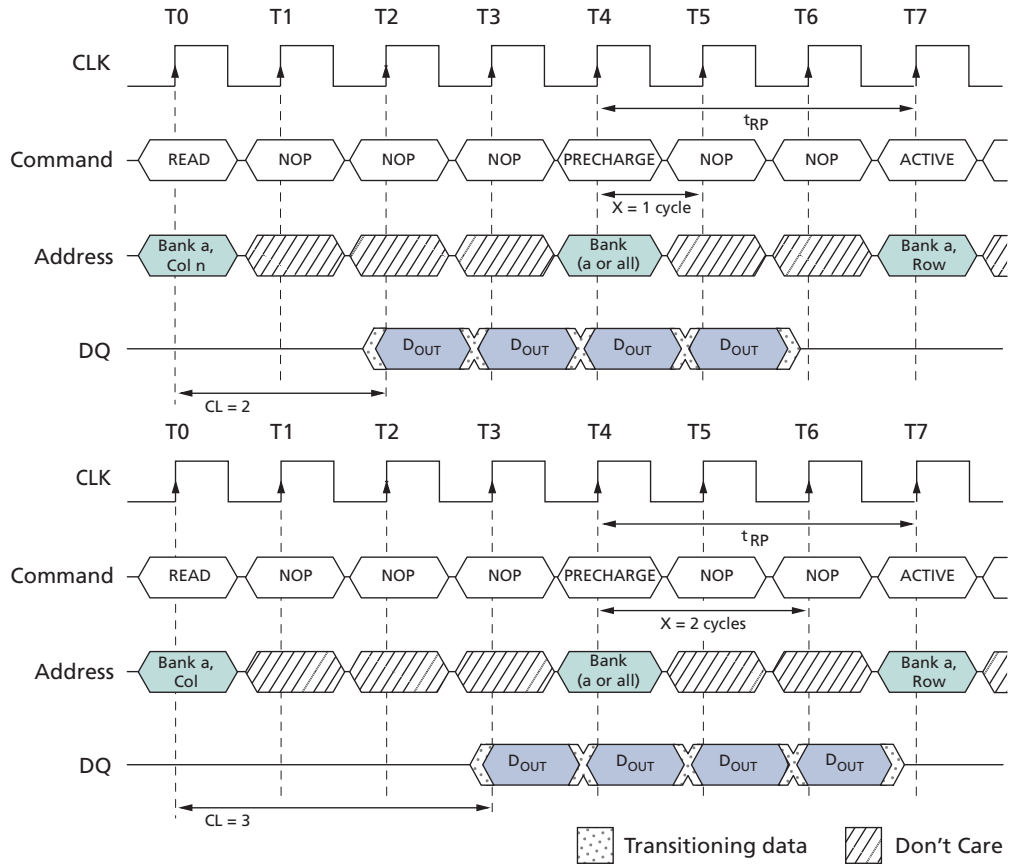 T0 T1 T2 T3 T4 T5 T6 T7
CLK
tRP
Command READ NOP NOP NOP PRECHARGE NOP NOP ACTIVE
X = 1 cycle
Address Bank a, Bank Bank a,
Col n (a or all) Row
DQ DOUT DOUT DOUT DOUT
CL = 2
T0 T1 T2 T3 T4 T5 T6 T7
CLK
tRP
Command READ NOP NOP NOP PRECHARGE NOP NOP ACTIVE
X = 2 cycles
Address Bank a, Bank Bank a,
Col (a or all) Row
DQ DOUT DOUT DOUT DOUT
CL = 3
Transitioning data Don't Care